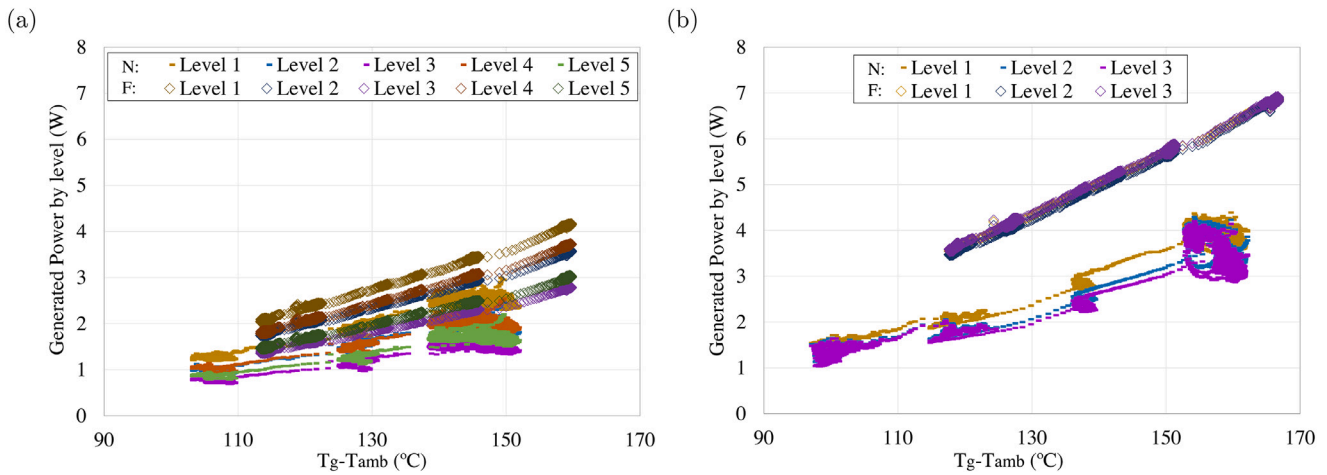 (a)
8
7
6
5
4
3
2
1
0
Generated Power by level (W)
N: Level 1 Level 2 Level 3 Level 4 Level 5
F: Level 1 Level 2 Level 3 Level 4 Level 5
90 110 130 150 170
Tg-Tamb (ºC)
(b)
8
7
6
5
4
3
2
1
0
Generated Power by level (W)
N: Level 1 Level 2 Level 3
F: Level 1 Level 2 Level 3
90 110 130 150 170
Tg-Tamb (ºC)